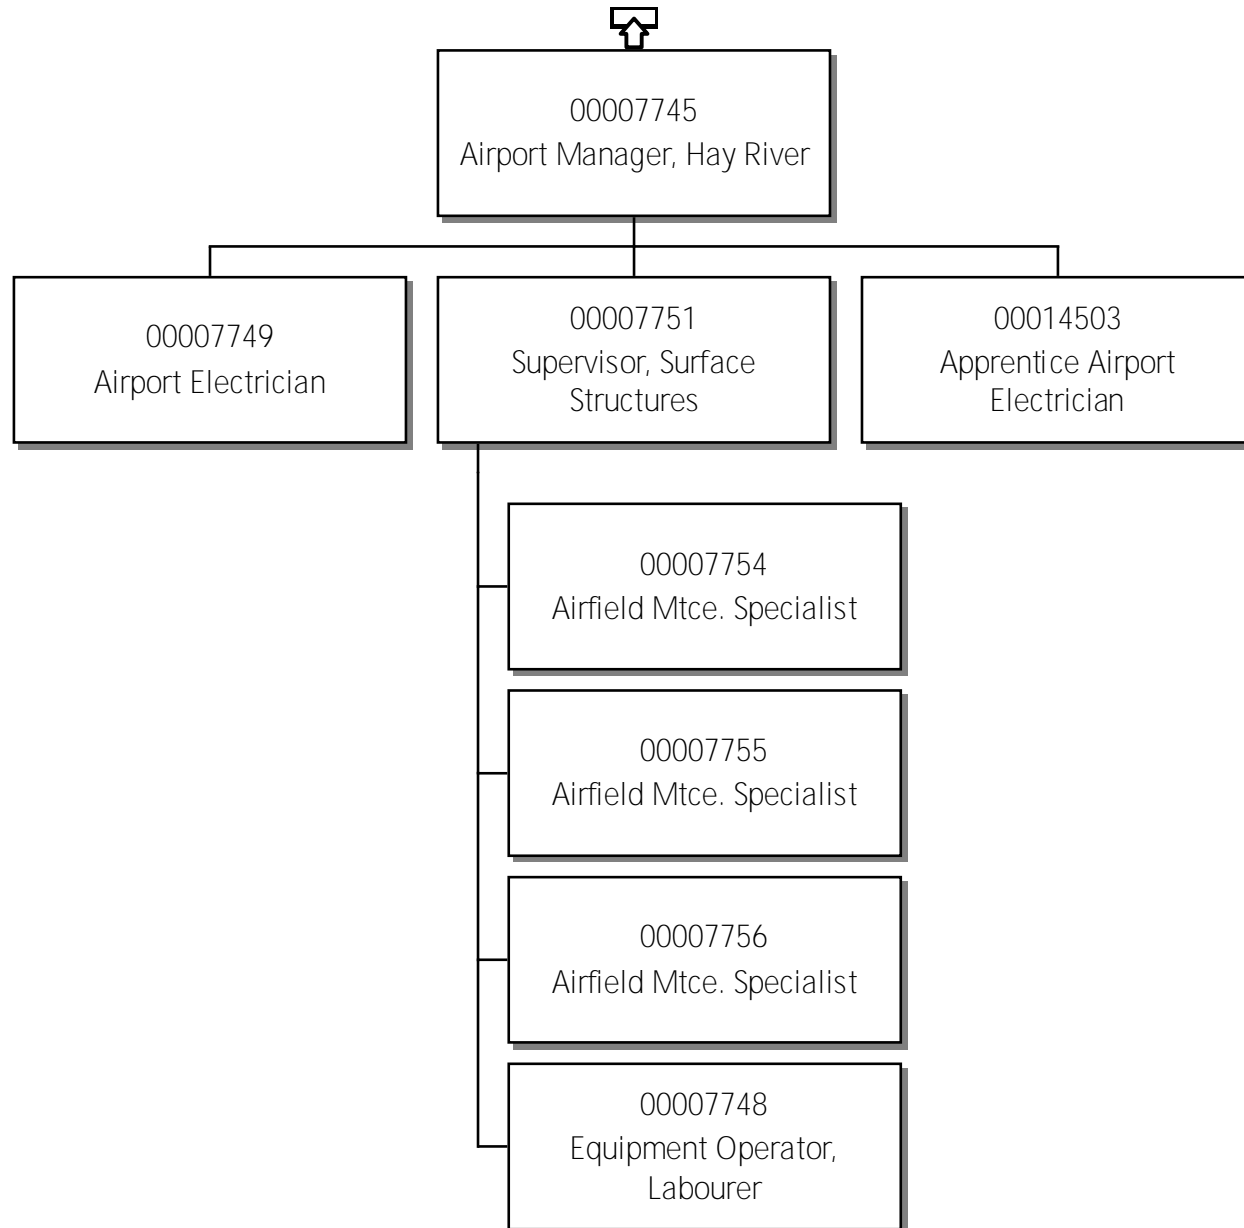 00007745
Airport Manager, Hay River
00007749
Airport Electrician
00007751
Supervisor, Surface
Structures
00014503
Apprentice Airport
Electrician
00007754
Airfield Mtce. Specialist
00007755
Airfield Mtce. Specialist
00007756
Airfield Mtce. Specialist
00007748
Equipment Operator,
Labourer